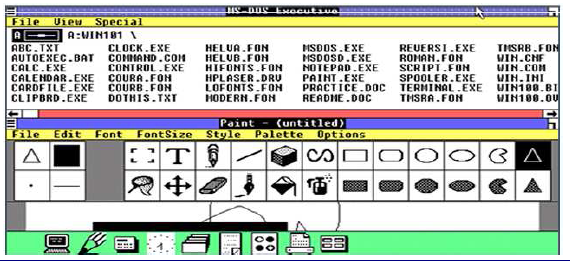 MS-DOS Executive
File View Special
A A:WIN101 \
ABC.TXT CLOCK.EXE HELVA.FON MSDOS.EXE REVERSI.EXE TMSRB.FON
AUTOEXEC.BAT COMMAND.COM HELVB.FON MSDOSD.EXE ROMAN.FON WIN.CNF
CALC.EXE CONTROL.EXE HIFONTS.FON NOTEPAD.EXE SCRIPT.FON WIN.COM
CALENDAR.EXE COURA.FON HPLASER.DRV PAINT.EXE SPOOLER.EXE WIN.INI
CARDFILE.EXE COURB.FON LOFONTS.FON PRACTICE.DOC TERMINAL.EXE WIN100.BI
CLIPBRD.EXE DOTHIS.TXT MODERN.FON README.DOC TMSRA.FON WIN100.OV
Paint - (untitled)
File Edit Font FontSize Style Palette Options
T